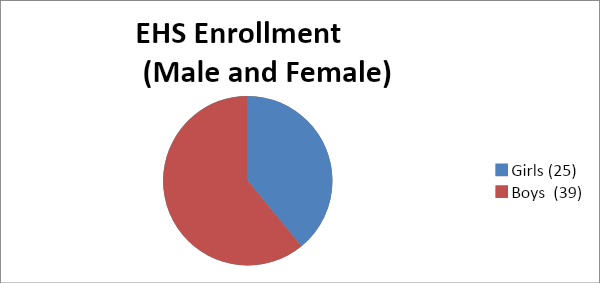 EHS Enrollment
(Male and Female)
Girls (25)
Boys  (39)